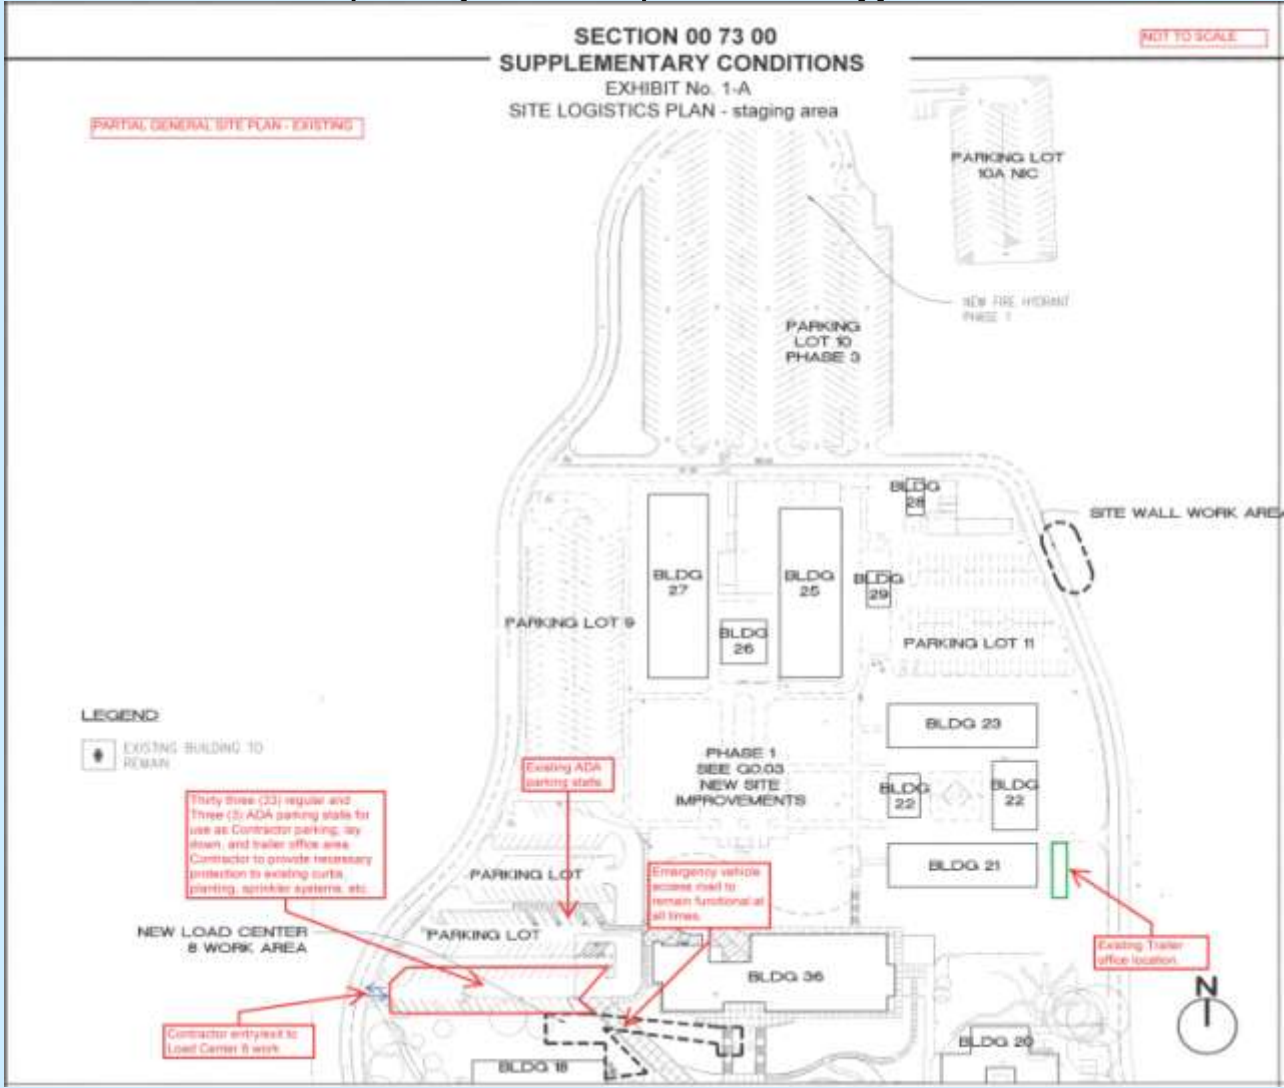 SECTION 00 73 00
SUPPLEMENTARY CONDITIONS
EXHIBIT No. 1-A
SITE LOGISTICS PLAN - staging area
NOT TO SCALE
PARTIAL GENERAL SITE PLAN - EXISTING
PARKING LOT
10A NIC
NEW FIRE HYDRANT
PHASE 1
PARKING
LOT 10
PHASE 3
BLDG
28
SITE WALL WORK AREA
BLDG
27
BLDG
25
BLDG
29
BLDG
26
PARKING LOT 9
PARKING LOT 11
LEGEND
EXISTING BUILDING TO
REMAIN
BLDG 23
PHASE 1
SEE G0.03
NEW SITE
IMPROVEMENTS
BLDG
22
BLDG
22
Existing ADA
parking stalls
Thirty three (33) regular and
Three (3) ADA parking stalls for
use as Contractor parking, lay
down, and trailer office area.
Contractor to provide necessary
protection to existing curbs,
planting, sprinkler systems, etc.
PARKING LOT
Emergency vehicle
access road to
remain functional at
all times.
BLDG 21
NEW LOAD CENTER
8 WORK AREA
PARKING LOT
Existing Trailer
office location.
BLDG 36
N
Contractor entry/exit to
Load Center 8 work
BLDG 18
BLDG 20